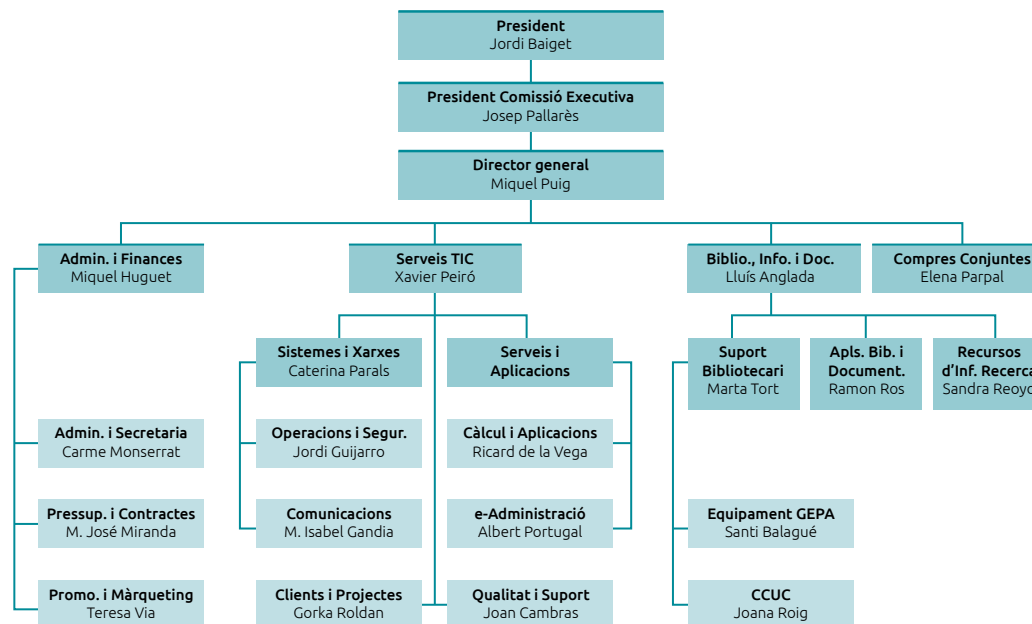 President
Jordi Baiget
President Comissió Executiva
Josep Pallarès
Director general
Miquel Puig
Admin. i Finances
Miquel Huguet
Serveis TIC
Xavier Peiró
Biblio., Info. i Doc.
Lluís Anglada
Compres Conjuntes
Elena Parpal
Sistemes i Xarxes
Caterina Parals
Serveis i
Aplicacions
Suport
Bibliotecari
Marta Tort
Apls. Bib. i
Document.
Ramon Ros
Recursos
d'Inf. Recerca
Sandra Reoyo
Admin. i Secretaria
Carme Monserrat
Operacions i Segur.
Jordi Guijarro
Càlcul i Aplicacions
Ricard de la Vega
Pressup. i Contractes
M. José Miranda
Comunicacions
M. Isabel Gandia
e-Administració
Albert Portugal
Equipament GEPA
Santi Balagué
Promo. i Màrqueting
Teresa Via
Clients i Projectes
Gorka Roldan
Qualitat i Suport
Joan Cambras
CCUC
Joana Roig